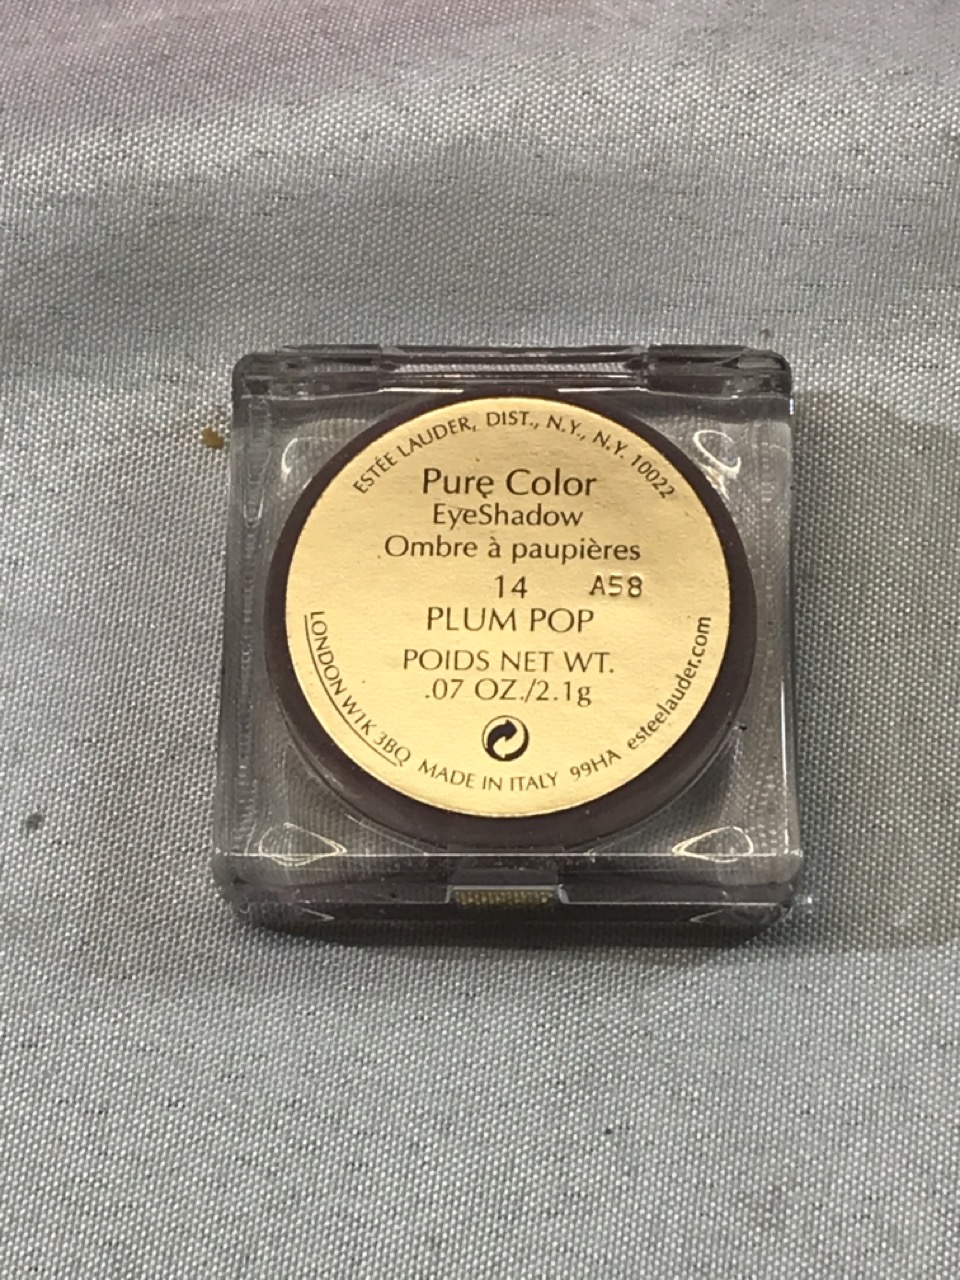 ESTÉE LAUDER, DIST., N.Y., N.Y. 10022
Pure Color
EyeShadow
Ombre à paupières
14 A58
PLUM POP
POIDS NET WT.
.07 OZ./2.1g
LONDON W1K 3BQ MADE IN ITALY 99HA esteelauder.com